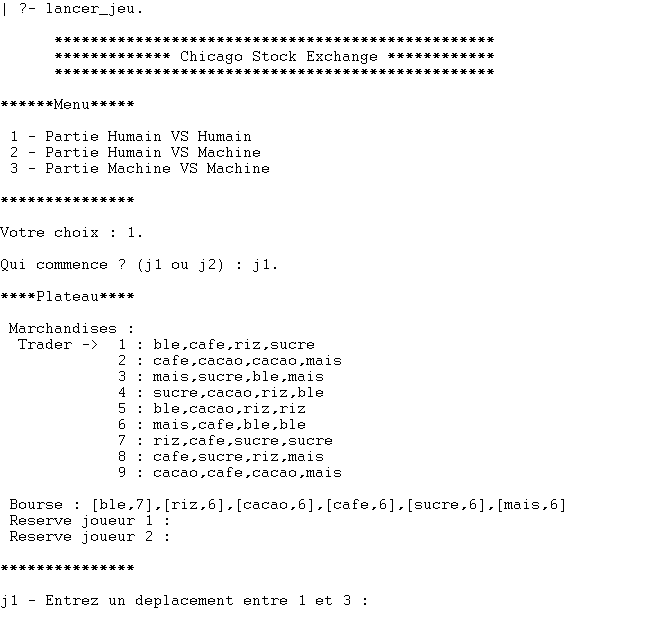 | ?- lancer_jeu.
*************************************************
************* Chicago Stock Exchange ************
*************************************************
******Menu*****
1 - Partie Humain VS Humain
2 - Partie Humain VS Machine
3 - Partie Machine VS Machine
***************
Votre choix : 1.
Qui commence ? (j1 ou j2) : j1.
****Plateau****
Marchandises :
Trader -> 1 : ble,cafe,riz,sucre
2 : cafe,cacao,cacao,mais
3 : mais,sucre,ble,mais
4 : sucre,cacao,riz,ble
5 : ble,cacao,riz,riz
6 : mais,cafe,ble,ble
7 : riz,cafe,sucre,sucre
8 : cafe,sucre,riz,mais
9 : cacao,cafe,cacao,mais
Bourse : [ble,7],[riz,6],[cacao,6],[cafe,6],[sucre,6],[mais,6]
Reserve joueur 1 :
Reserve joueur 2 :
***************
j1 - Entrez un deplacement entre 1 et 3 :